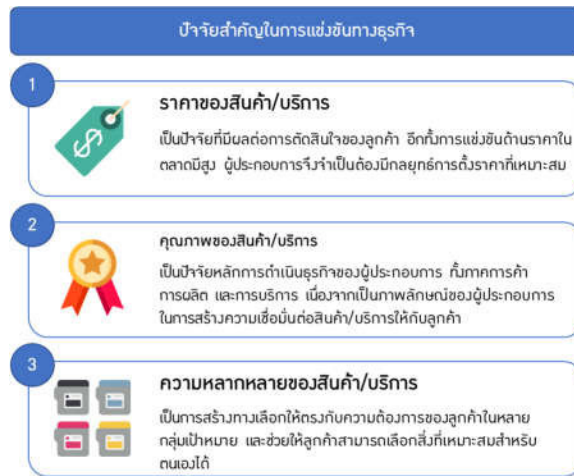 ปัจจัยสำคัญในการแข่งขันทางธุรกิจ
1
ราคาของสินค้า/บริการ
เป็นปัจจัยที่มีผลต่อการตัดสินใจของลูกค้า อีกทั้งการแข่งขันด้านราคาใน
ตลาดมีสูง ผู้ประกอบการจึงจำเป็นต้องมีกลยุทธ์การตั้งราคาที่เหมาะสม
2
คุณภาพของสินค้า/บริการ
เป็นปัจจัยหลักการดำเนินธุรกิจของผู้ประกอบการ ทั้งภาคการค้า
การผลิต และการบริการ เนื่องจากเป็นภาพลักษณ์ของผู้ประกอบการ
ในการสร้างความเชื่อมั่นต่อสินค้า/บริการให้กับลูกค้า
3
ความหลากหลายของสินค้า/บริการ
เป็นการสร้างทางเลือกให้ตรงกับความต้องการของลูกค้าในหลาย
กลุ่มเป้าหมาย และช่วยให้ลูกค้าสามารถเลือกสิ่งที่เหมาะสมสำหรับ
ตนเองได้